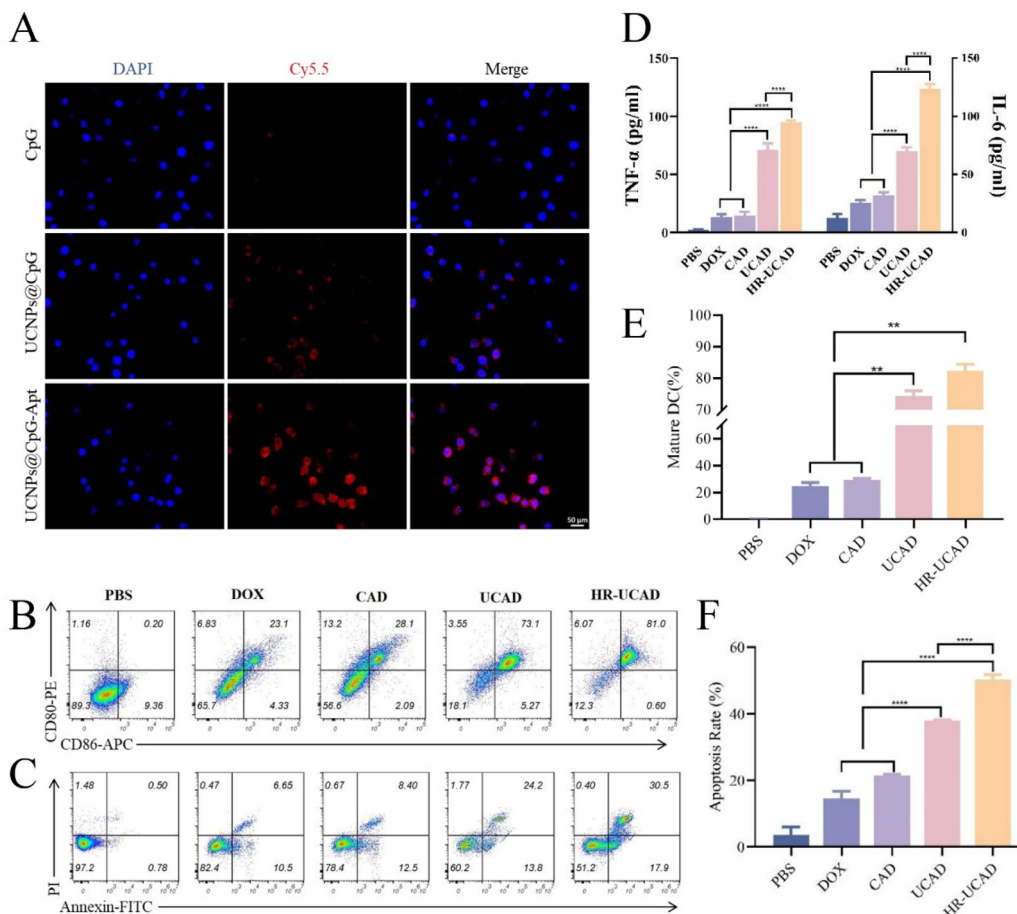 A
DAPI Cy5.5 Merge
CpG
UCNPs@CpG
UCNPs@CpG-Apt
50 μm
B
PBS DOX CAD UCAD HR-UCAD
1.16 0.20 6.83 23.1 13.2 28.1 3.55 73.1 6.07 81.0
89.3 9.36 65.7 4.33 56.6 2.09 18.1 5.27 12.3 0.60
CD80-PE
CD86-APC
C
1.48 0.50 0.47 6.65 0.67 8.40 1.77 24.2 0.40 30.5
97.2 0.78 82.4 10.5 78.4 12.5 60.2 13.8 51.2 17.9
PI
Annexin-FITC
D
TNF-α (pg/ml)
150
100
50
0
**** **** **** **** **** ****
150
100
50
0
IL-6 (pg/ml)
PBS DOX CAD UCAD HR-UCAD PBS DOX CAD UCAD HR-UCAD
E
Mature DC(%)
100
90
80
70
60
40
20
0
**
**
PBS DOX CAD UCAD HR-UCAD
F
Apoptosis Rate (%)
60
40
20
0
****
****
****
PBS DOX CAD UCAD HR-UCAD